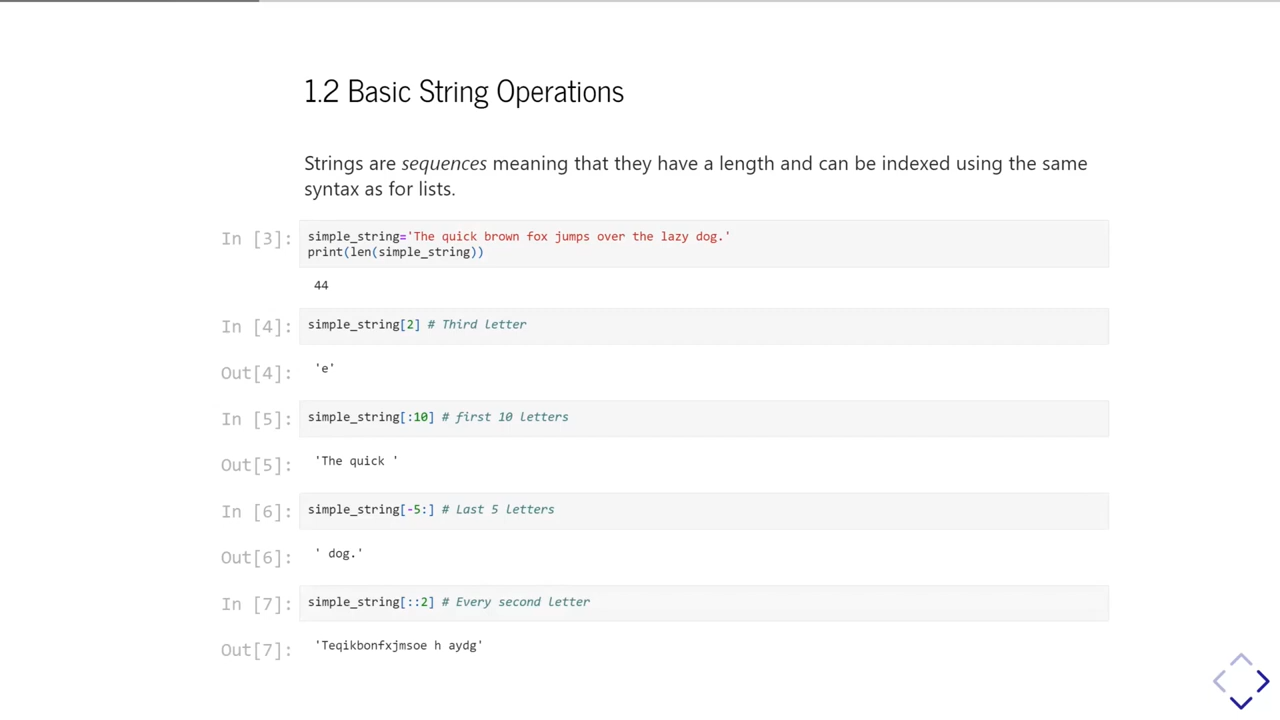 1.2 Basic String Operations
Strings are sequences meaning that they have a length and can be indexed using the same
syntax as for lists.
In [3]: simple_string='The quick brown fox jumps over the lazy dog.'
print(len(simple_string))
44
In [4]: simple_string[2] # Third letter
Out[4]: 'e'
In [5]: simple_string[:10] # first 10 letters
Out[5]: 'The quick '
In [6]: simple_string[-5:] # Last 5 letters
Out[6]: ' dog.'
In [7]: simple_string[::2] # Every second letter
Out[7]: 'Teqikbonfxjmsoe h aydg'